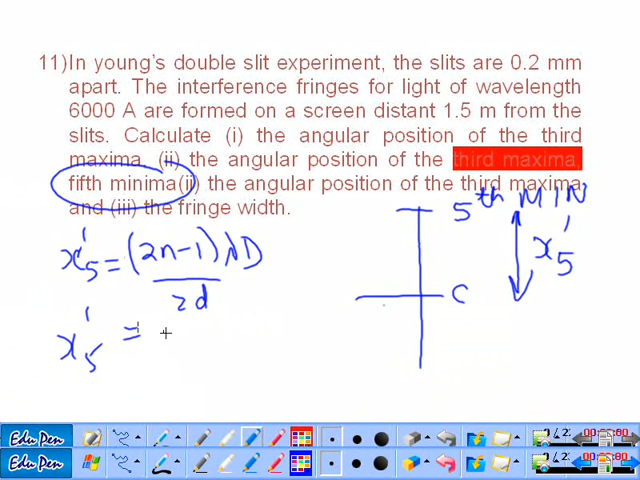 11) In young's double slit experiment, the slits are 0.2 mm
apart. The interference fringes for light of wavelength
6000 A are formed on a screen distant 1.5 m from the
slits. Calculate (i) the angular position of the third
maxima. (ii) the angular position of the third maxima,
fifth minima(ii) the angular position of the third maxima
and (iii) the fringe width.
5th MIN
x'5 = (2n-1) λD
2d
x'5
C
x'5 =
Edu Pen
Edu Pen